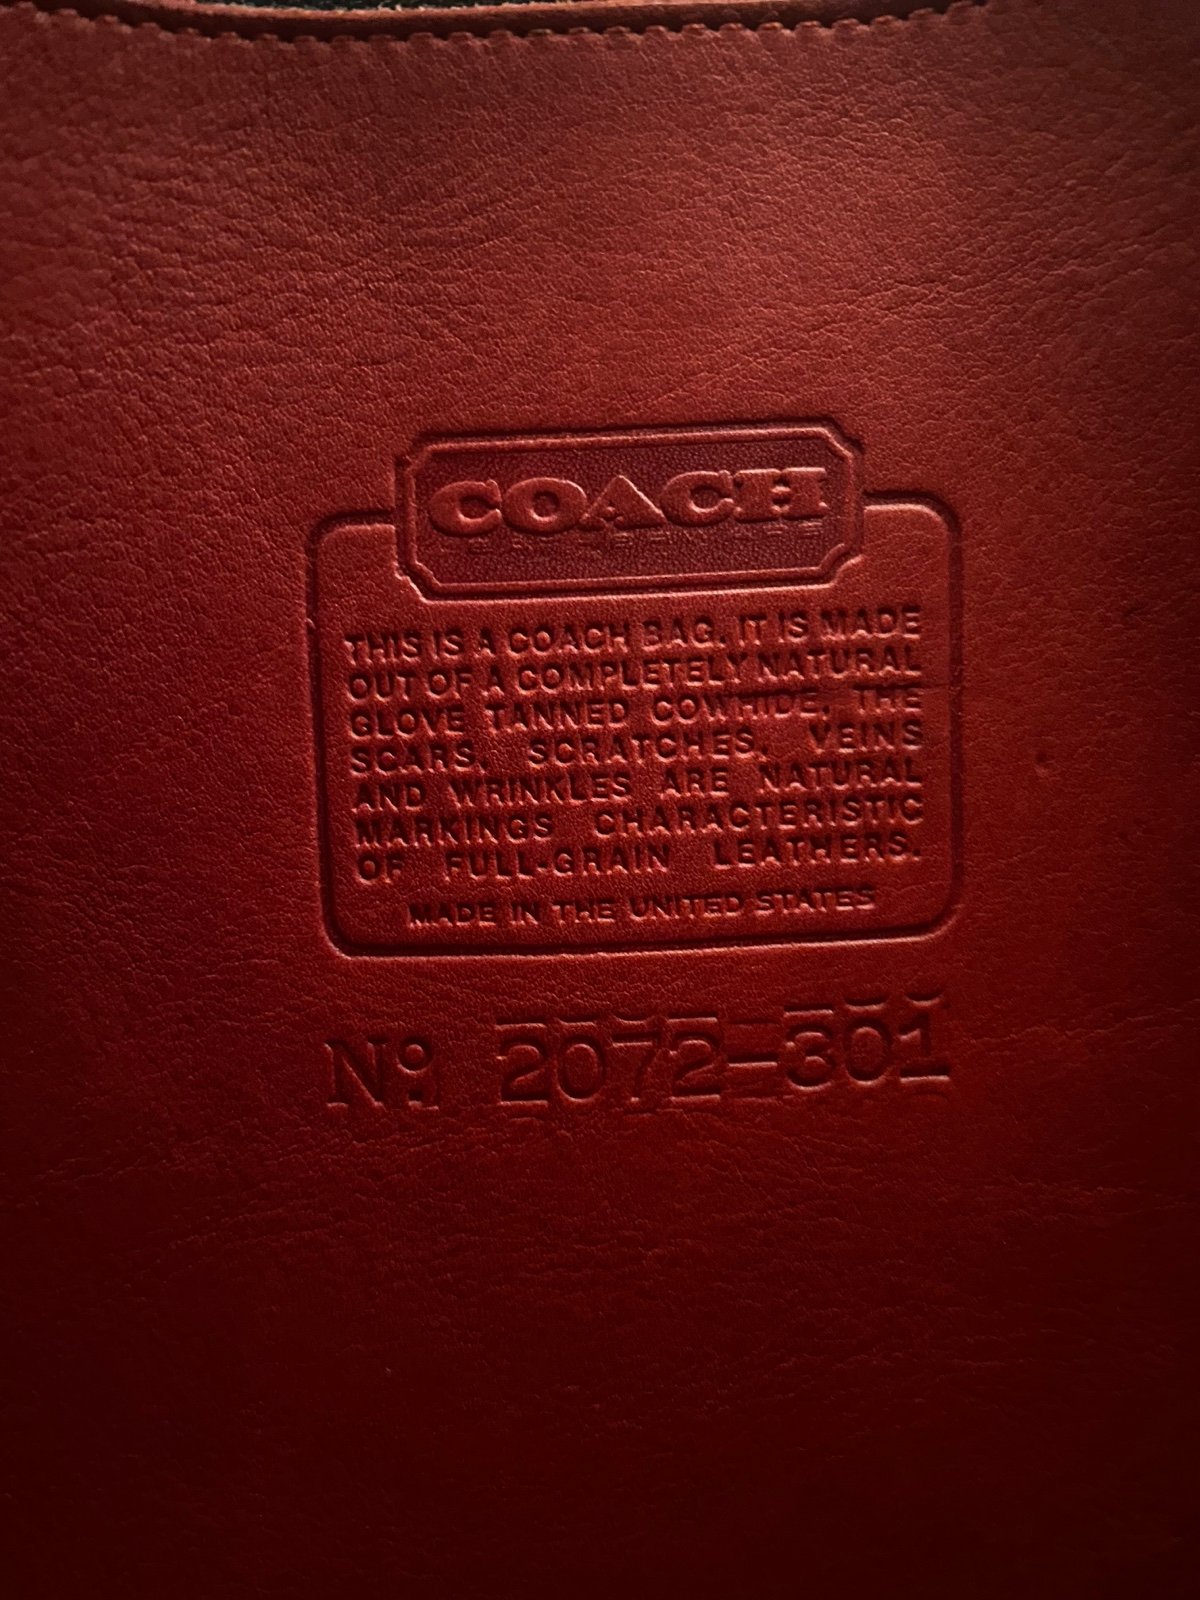 COACH
THIS IS A COACH BAG. IT IS MADE
OUT OF A COMPLETELY NATURAL
GLOVE TANNED COWHIDE. THE
SCARS, SCRATCHES, VEINS
AND WRINKLES ARE NATURAL
MARKINGS CHARACTERISTIC
OF FULL-GRAIN LEATHERS.
MADE IN THE UNITED STATES
No. 2072-301